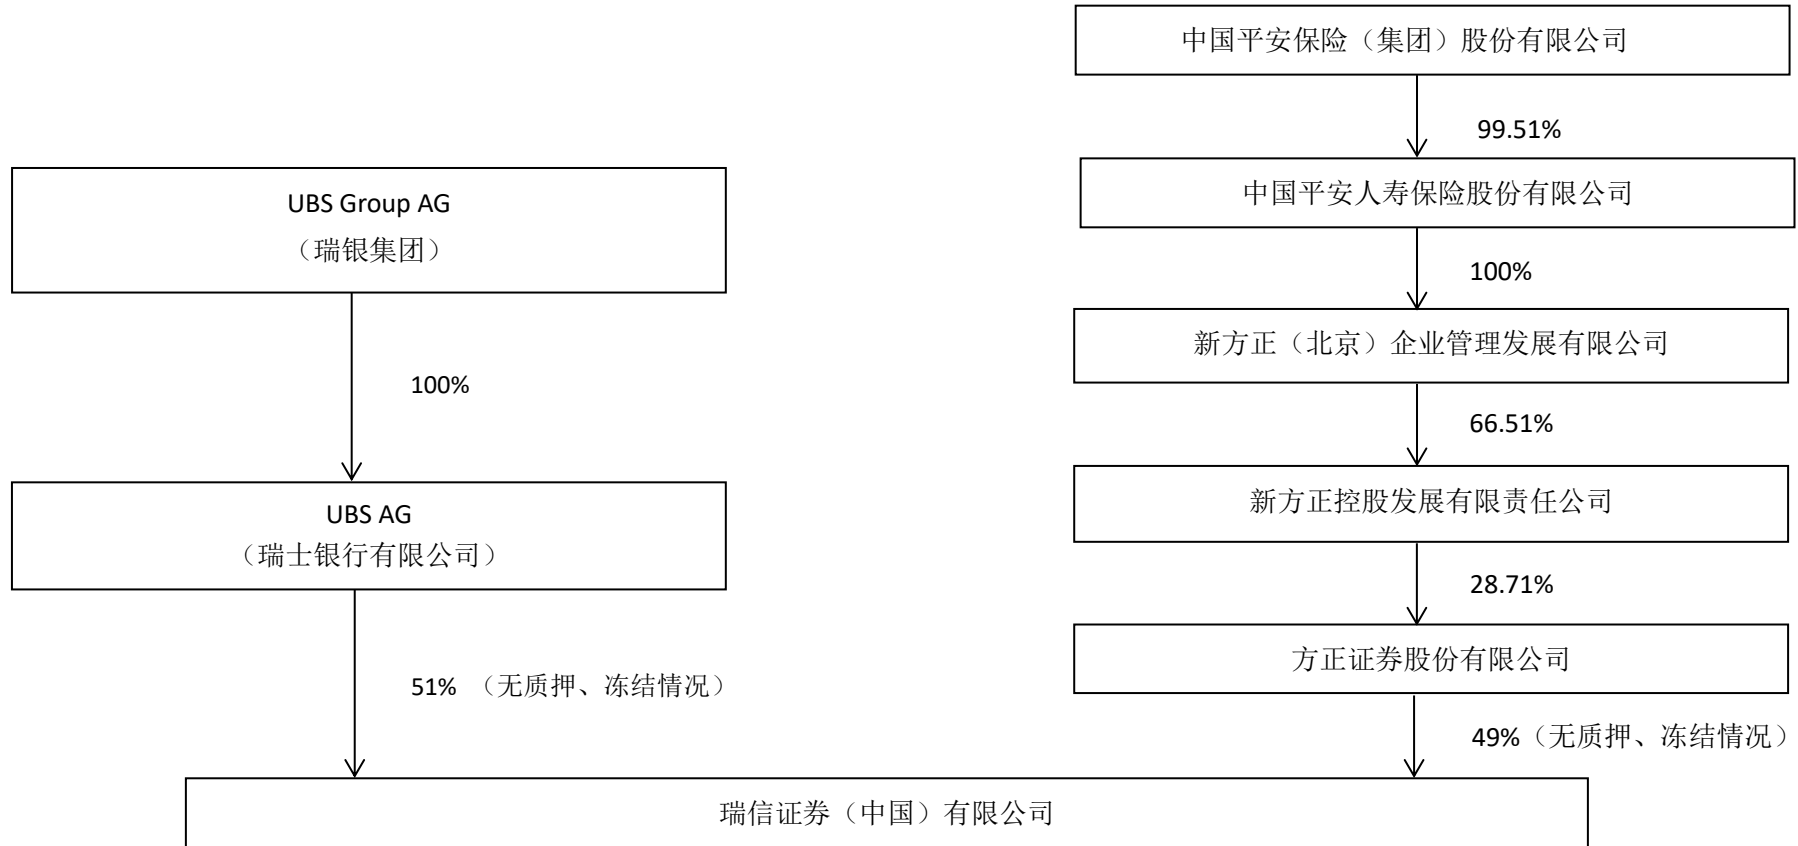 中国平安保险（集团）股份有限公司
99.51%
中国平安人寿保险股份有限公司
100%
新方正（北京）企业管理发展有限公司
66.51%
新方正控股发展有限责任公司
28.71%
方正证券股份有限公司
49%（无质押、冻结情况）
UBS Group AG
（瑞银集团）
100%
UBS AG
（瑞士银行有限公司）
51% （无质押、冻结情况）
瑞信证券（中国）有限公司